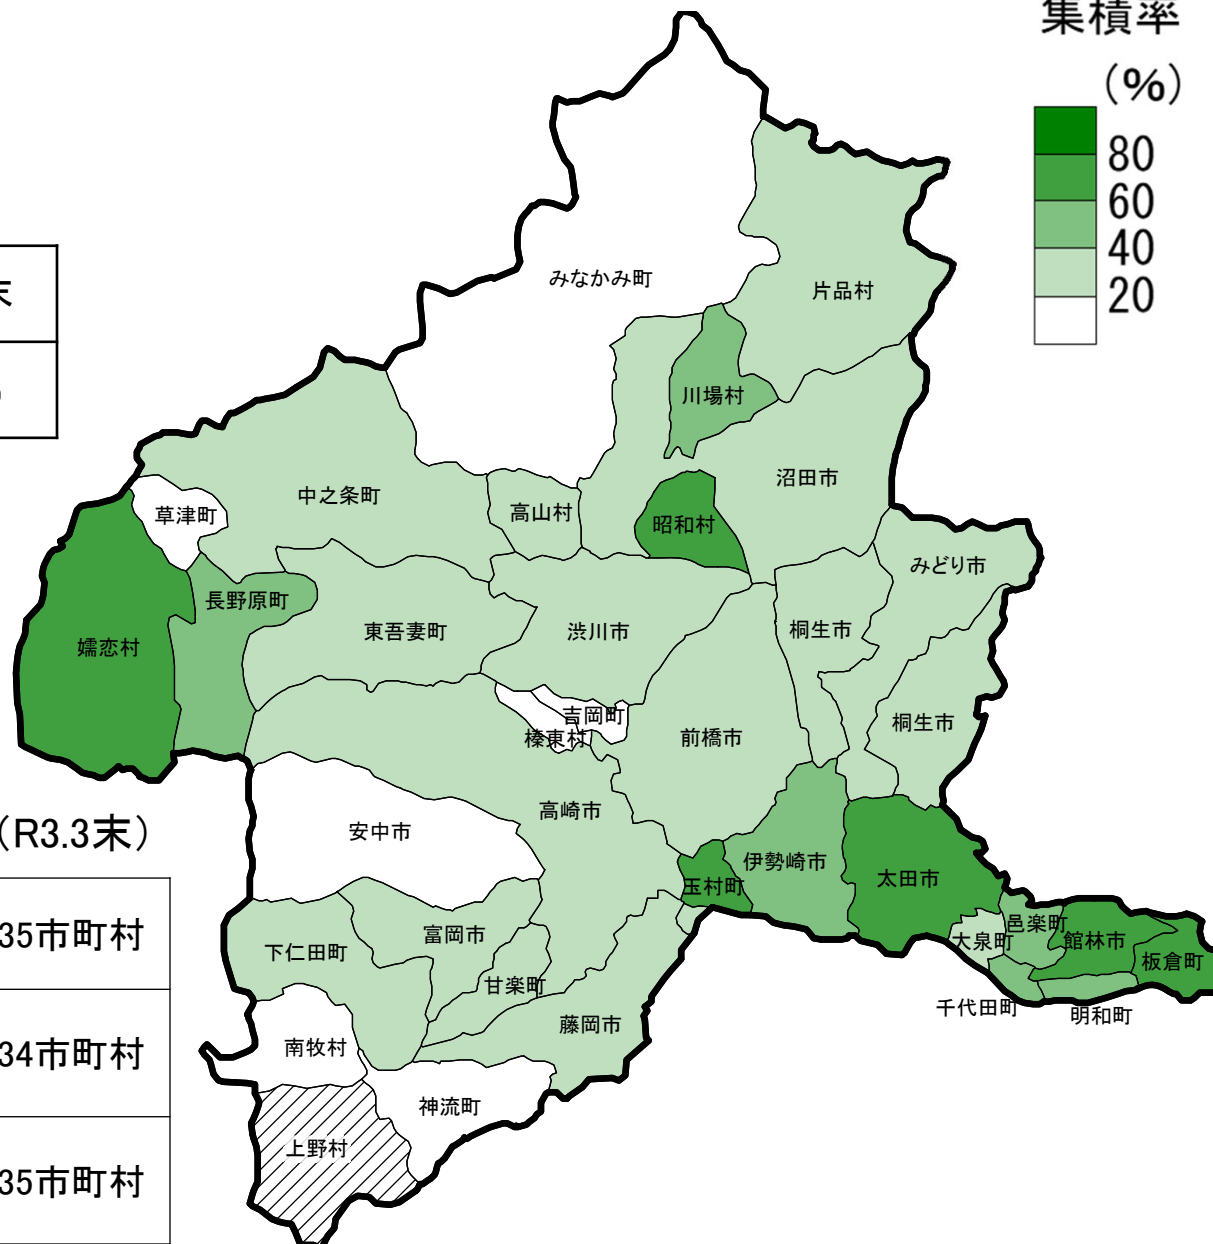 集積率
(%)
80
60
40
20
末
みなかみ町
片品村
川場村
沼田市
中之条町
草津町
高山村
昭和村
みどり市
長野原町
嬬恋村
東吾妻町
渋川市
桐生市
吉岡町
榛東村
前橋市
桐生市
高崎市
安中市
(R3.3末)
伊勢崎市
玉村町
太田市
35市町村
下仁田町
富岡市
甘楽町
大泉町
邑楽町
館林市
板倉町
千代田町
明和町
藤岡市
34市町村
南牧村
神流町
上野村
35市町村